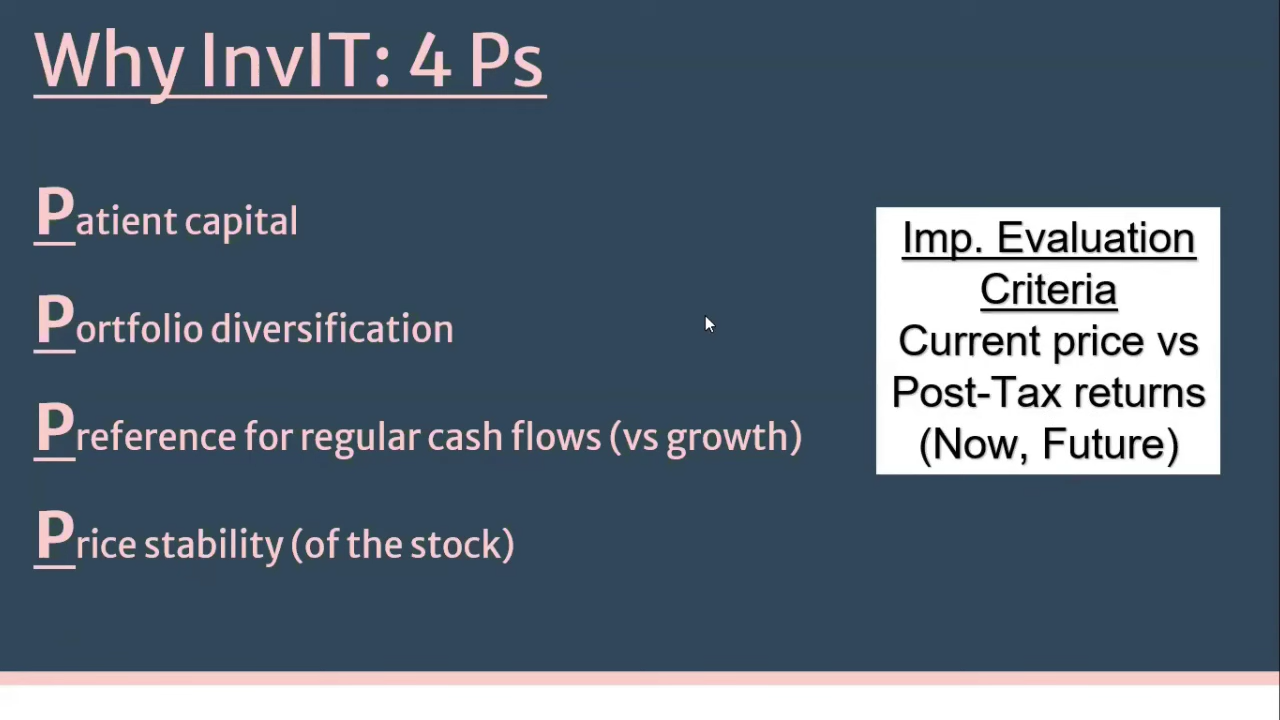 Why InvIT: 4 Ps
Patient capital
Portfolio diversification
Preference for regular cash flows (vs growth)
Price stability (of the stock)
Imp. Evaluation
Criteria
Current price vs
Post-Tax returns
(Now, Future)